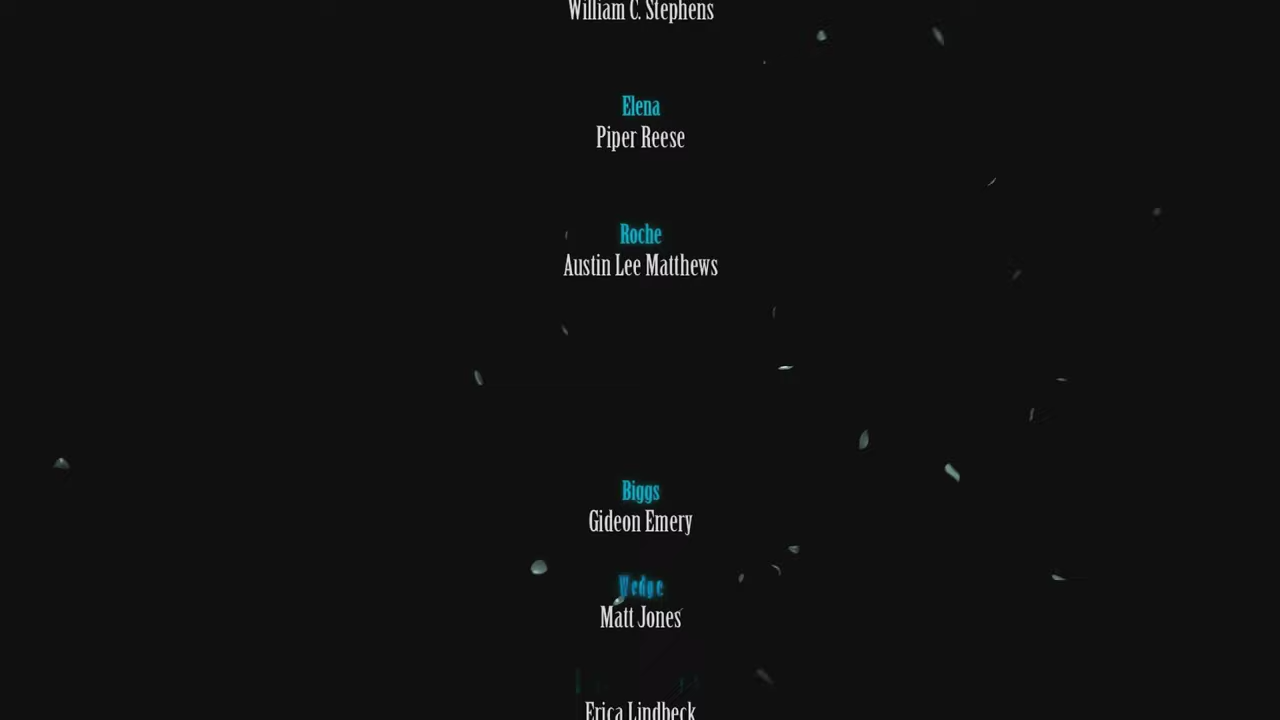 William C. Stephens
Elena
Piper Reese
Roche
Austin Lee Matthews
Biggs
Gideon Emery
Wedge
Matt Jones
Erica Lindbeck